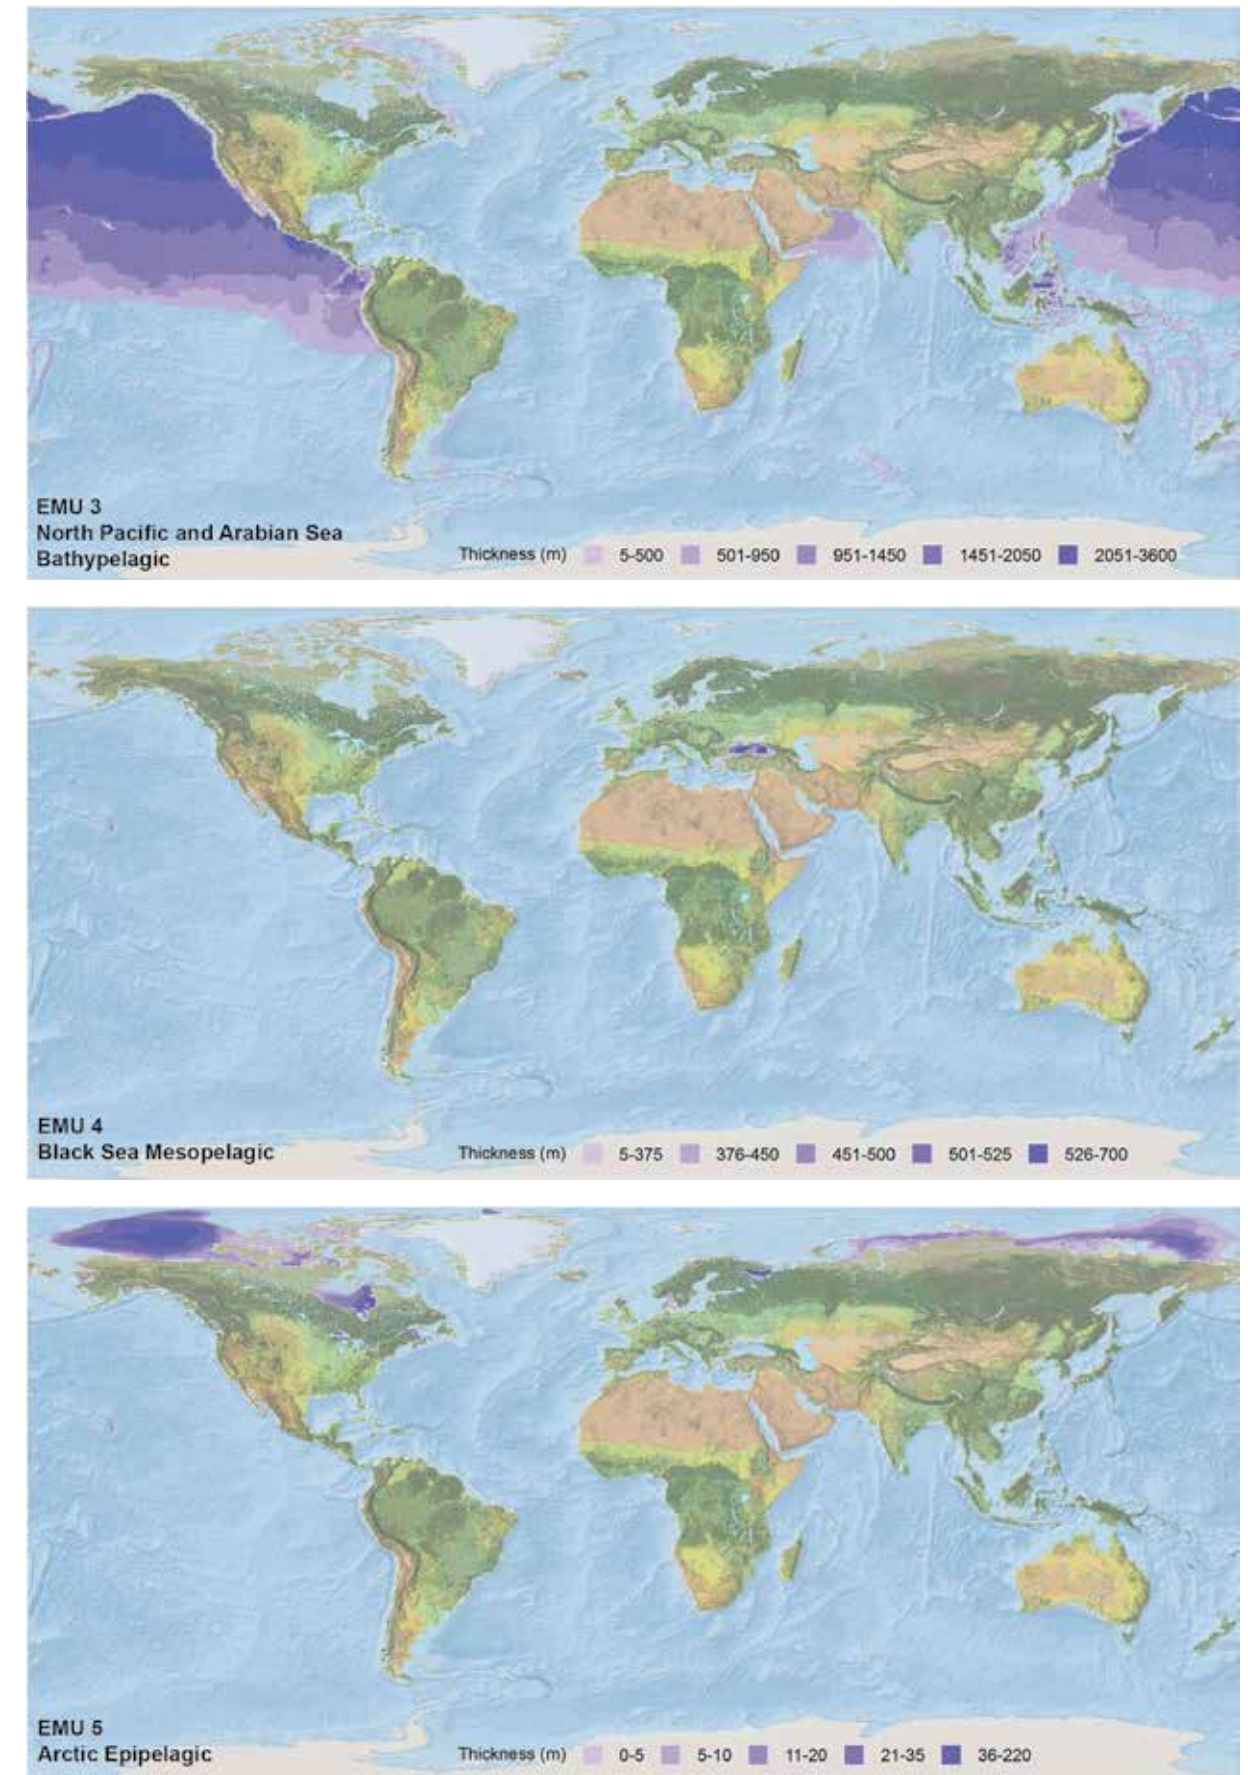 EMU 3
North Pacific and Arabian Sea
Bathypelagic
Thickness (m) 5-500 501-950 951-1450 1451-2050 2051-3600
EMU 4
Black Sea Mesopelagic
Thickness (m) 5-375 376-450 451-500 501-525 526-700
EMU 5
Arctic Epipelagic
Thickness (m) 0-5 5-10 11-20 21-35 36-220